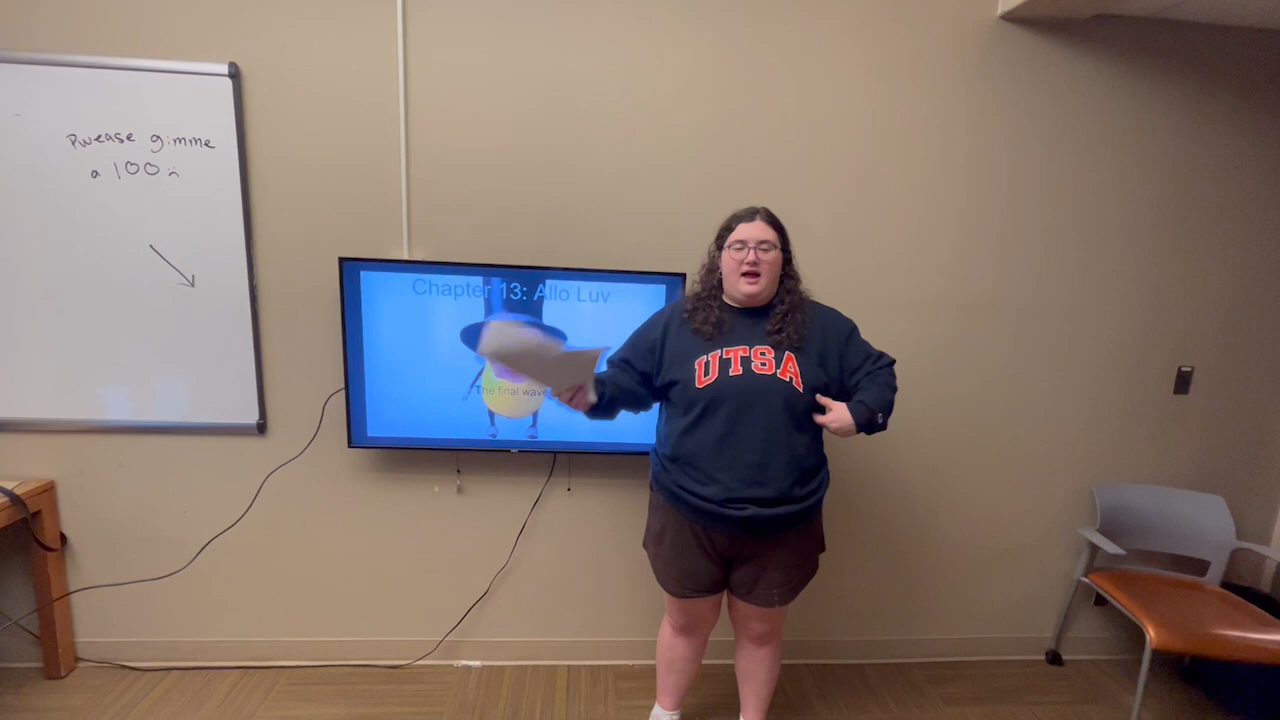 Pwease gimme
a 100 :(
Chapter 13: Allo Luv
The final wave
UTSA